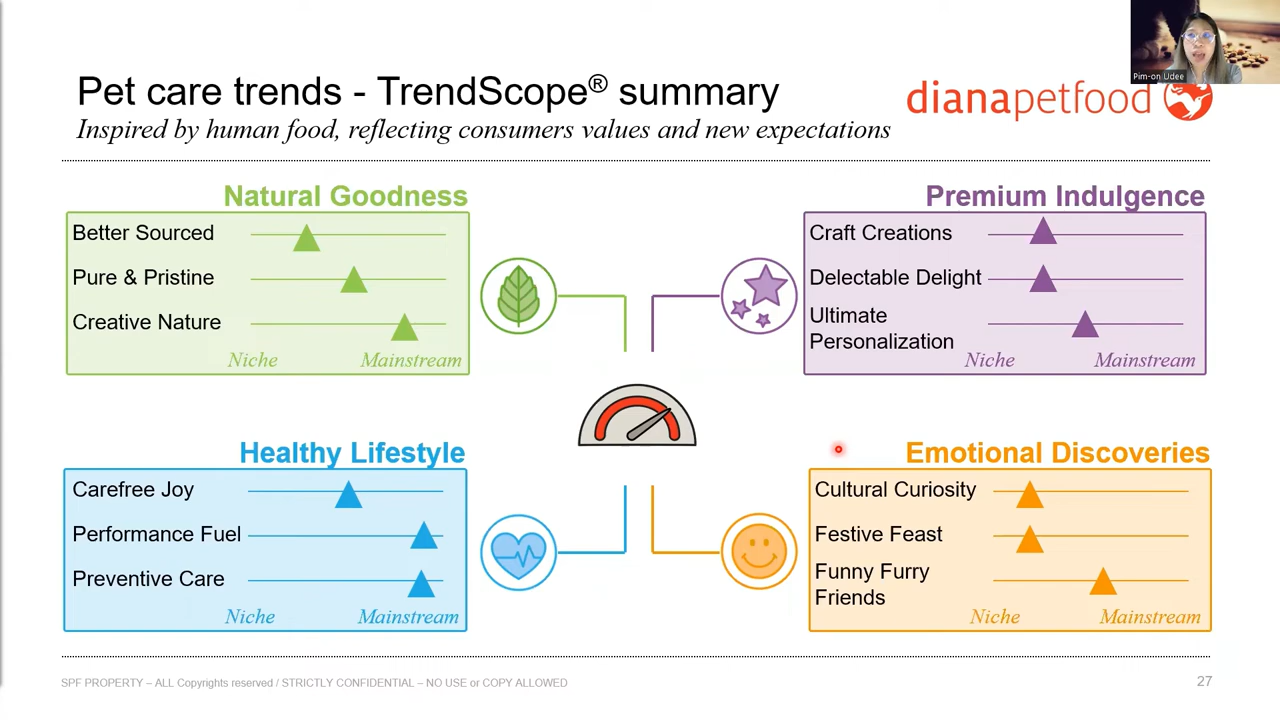 Pim-on Udee
Pet care trends - TrendScope® summary
dianapetfood
Inspired by human food, reflecting consumers values and new expectations
Natural Goodness
Better Sourced
Pure & Pristine
Creative Nature
Niche
Mainstream
Premium Indulgence
Craft Creations
Delectable Delight
Ultimate
Personalization
Niche
Mainstream
Healthy Lifestyle
Carefree Joy
Performance Fuel
Preventive Care
Niche
Mainstream
Emotional Discoveries
Cultural Curiosity
Festive Feast
Funny Furry
Friends
Niche
Mainstream
SPF PROPERTY – ALL Copyrights reserved / STRICTLY CONFIDENTIAL – NO USE or COPY ALLOWED
27